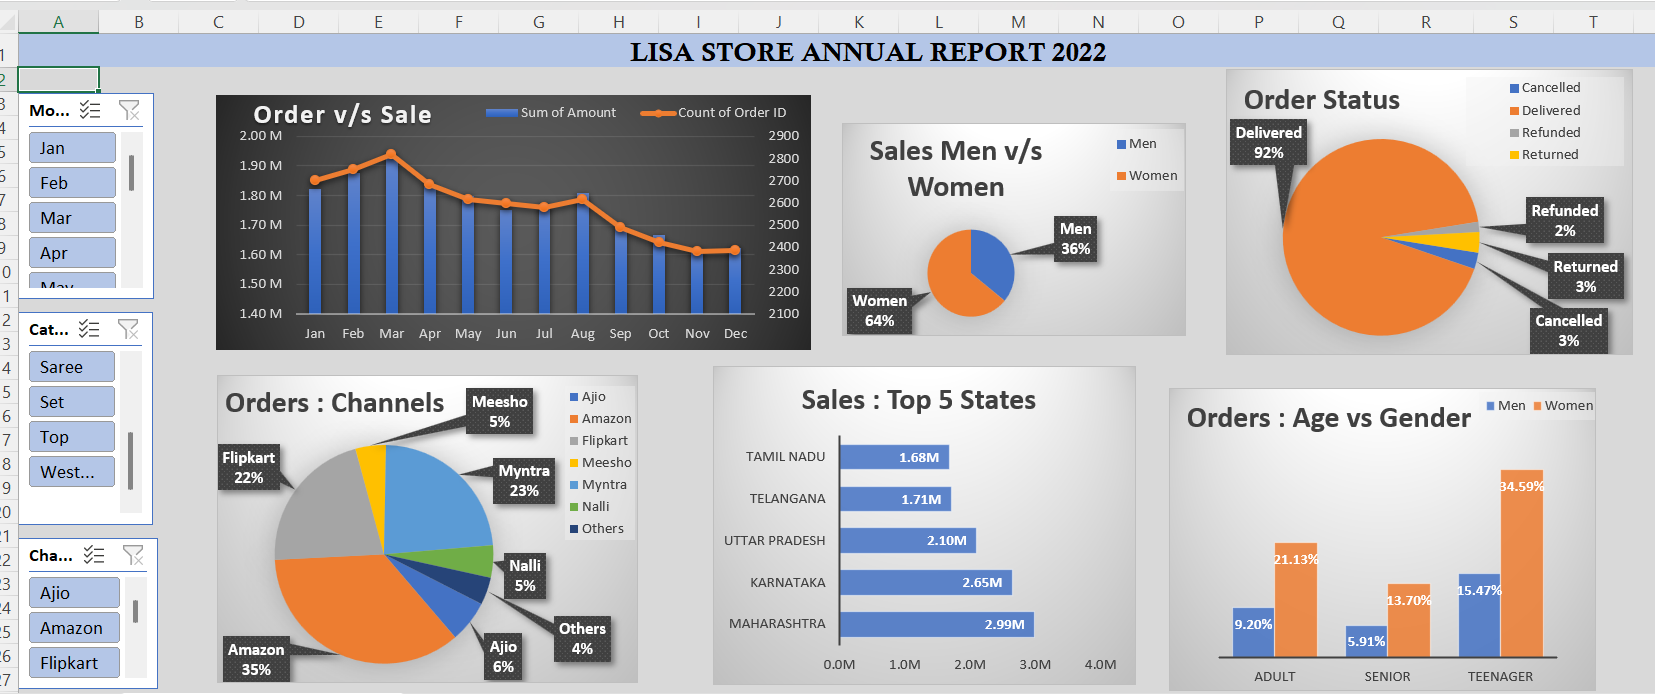 A B C D E F G H I J K L M N O P Q R S T
LISA STORE ANNUAL REPORT 2022
Mo...
Jan
Feb
Mar
Apr
May
Cat...
Saree
Set
Top
West...
Cha...
Ajio
Amazon
Flipkart
Order v/s Sale
Sum of Amount
Count of Order ID
2.00 M
1.90 M
1.80 M
1.70 M
1.60 M
1.50 M
1.40 M
2900
2800
2700
2600
2500
2400
2300
2200
2100
Jan Feb Mar Apr May Jun Jul Aug Sep Oct Nov Dec
Sales Men v/s
Women
Men
Women
Men
36%
Women
64%
Order Status
Cancelled
Delivered
Refunded
Returned
Delivered
92%
Refunded
2%
Returned
3%
Cancelled
3%
Orders : Channels
Ajio
Amazon
Flipkart
Meesho
Myntra
Nalli
Others
Meesho
5%
Flipkart
22%
Myntra
23%
Nalli
5%
Others
4%
Ajio
6%
Amazon
35%
Sales : Top 5 States
TAMIL NADU 1.68M
TELANGANA 1.71M
UTTAR PRADESH 2.10M
KARNATAKA 2.65M
MAHARASHTRA 2.99M
0.0M 1.0M 2.0M 3.0M 4.0M
Orders : Age vs Gender
Men
Women
9.20%
21.13%
5.91%
13.70%
15.47%
34.59%
ADULT SENIOR TEENAGER